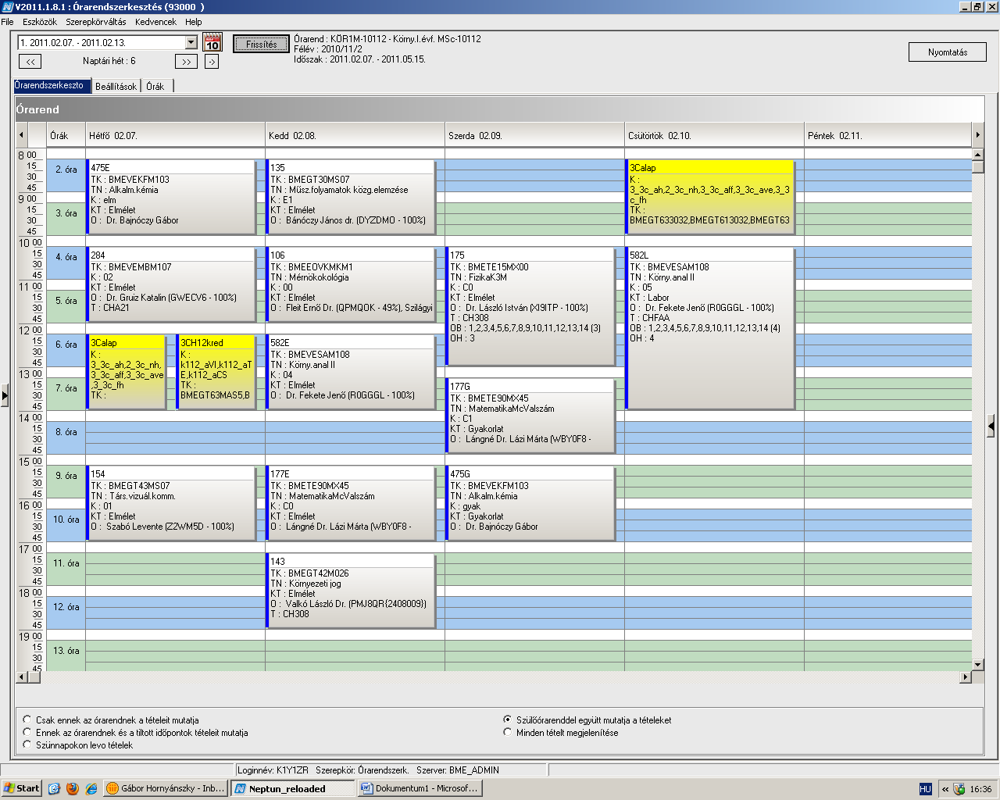 V2011.1.8.1 : Órarendszerkesztés (93000 )
File Eszközök Szerepkörváltás Kedvencek Help
1. 2011.02.07. - 2011.02.13.
10
Frissítés
Órarend : KÖR1M-10112 - Körny.I.évf. MSc-10112
Félév : 2010/11/2
Időszak : 2011.02.07. - 2011.05.15.
Nyomtatás
<< Naptári hét : 6 >> ->
Órarendszerkeszto Beállítások Órák
Órarend
Órák Hétfő 02.07. Kedd 02.08. Szerda 02.09. Csütörtök 02.10. Péntek 02.11.
8 00
15
30
45
9 00
15
30
45
10 00
15
30
45
11 00
15
30
45
12 00
15
30
45
13 00
15
30
45
14 00
15
30
45
15 00
15
30
45
16 00
15
30
45
17 00
15
30
45
18 00
15
30
45
19 00
15
30
45
2. óra
3. óra
4. óra
5. óra
6. óra
7. óra
8. óra
9. óra
10. óra
11. óra
12. óra
13. óra
475E
TK : BMEVEKFM103
TN : Alkalm.kémia
K : elm
KT : Elmélet
O : Dr. Bajnóczy Gábor
284
TK : BMEVEMBM107
K : 02
KT : Elmélet
O : Dr. Gruiz Katalin (GWECV6 - 100%)
T : CHA21
3Calap
K :
3_3c_ah,2_3c_nh,
3_3c_aff,3_3c_ave
,3_3c_fh
TK :
3CH12kred
K :
k112_aVI,k112_aT
E,k112_aCS
TK :
BMEGT63MAS5,B
154
TK : BMEGT43MS07
TN : Társ.vizuál.komm.
K : 01
KT : Elmélet
O : Szabó Levente (Z2WM5D - 100%)
135
TK : BMEGT30MS07
TN : Műsz.folyamatok közg.elemzése
K : E1
KT : Elmélet
O : Bánóczy János dr. (DYZDMO - 100%)
106
TK : BMEEOVKMKM1
TN : Mérnökokológia
K : 00
KT : Elmélet
O : Fleit Ernő Dr. (QPMQOK - 49%), Szilágyi
582E
TK : BMEVESAM108
TN : Körny.anal II
K : 04
KT : Elmélet
O : Dr. Fekete Jenő (R0GGGL - 100%)
177E
TK : BMETE90MX45
TN : MatematikaMcValszám
K : C0
KT : Elmélet
O : Lángné Dr. Lázi Márta (WBY0F8 -
143
TK : BMEGT42M026
TN : Környezeti jog
KT : Elmélet
O : Valkó László Dr. (PMJ8QR{2408009})
T : CH308
175
TK : BMETE15MX00
TN : FizikaK3M
K : C0
KT : Elmélet
O : Dr. László István (XI9ITP - 100%)
T : CH308
OB : 1,2,3,4,5,6,7,8,9,10,11,12,13,14 (3)
OH : 3
177G
TK : BMETE90MX45
TN : MatematikaMcValszám
K : C1
KT : Gyakorlat
O : Lángné Dr. Lázi Márta (WBY0F8 -
475G
TK : BMEVEKFM103
TN : Alkalm.kémia
K : gyak
KT : Gyakorlat
O : Dr. Bajnóczy Gábor
3Calap
K :
3_3c_ah,2_3c_nh,3_3c_aff,3_3c_ave,3_3
c_fh
TK :
BMEGT633032,BMEGT613032,BMEGT63
582L
TK : BMEVESAM108
TN : Körny.anal II
K : 05
KT : Labor
O : Dr. Fekete Jenő (R0GGGL - 100%)
T : CHFAA
OB : 1,2,3,4,5,6,7,8,9,10,11,12,13,14 (4)
OH : 4
Csak ennek az órarendnek a tételeit mutatja
Ennek az órarendnek és a tiltott időpontok tételeit mutatja
Szünnapokon levo tételek
Szülőórarenddel együtt mutatja a tételeket
Minden tételt megjelenítése
Loginnév: K1Y1ZR Szerepkör: Órarendszerk. Szerver: BME_ADMIN
Start Gábor Hornyánszky - Inb... Neptun_reloaded Dokumentum1 - Microsof... HU « 16:36